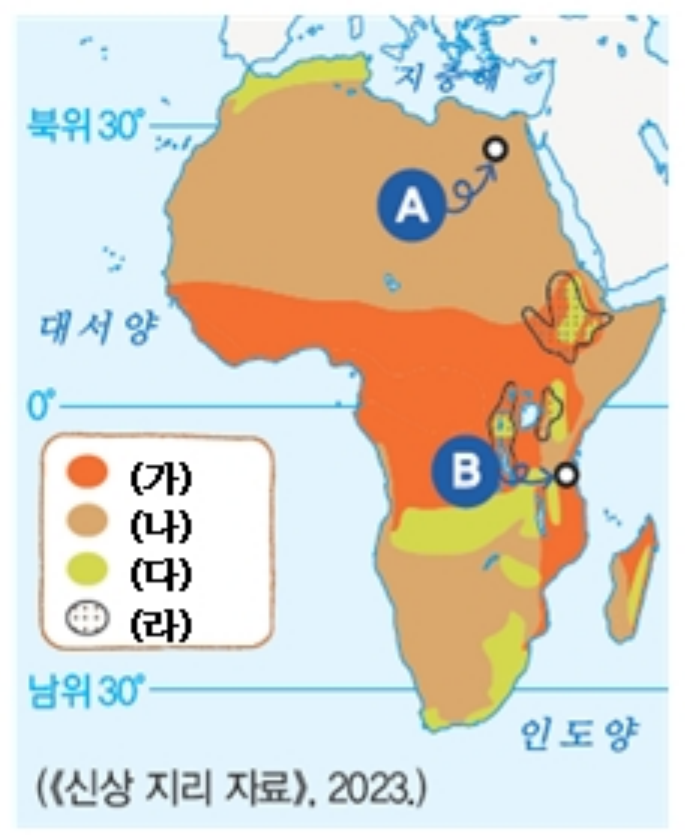 지중해
북위 30°
A
대서양
0°
B
(가)
(나)
(다)
(라)
남위 30°
인도양
(《신상 지리 자료》, 2023.)